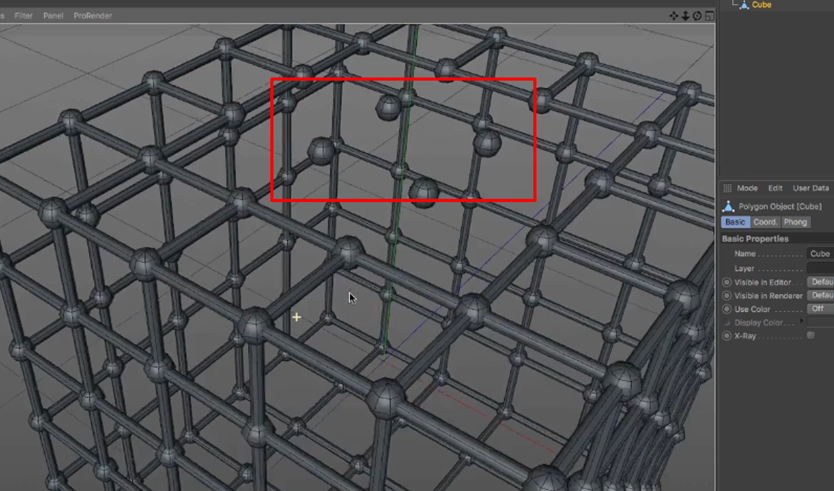 s Filter Panel ProRender
Cube
Mode Edit User Data
Polygon Object [Cube]
Basic Coord. Phong
Basic Properties
Name Cube
Layer
Visible in Editor Defau
Visible in Renderer Defau
Use Color Off
Display Color
X-Ray